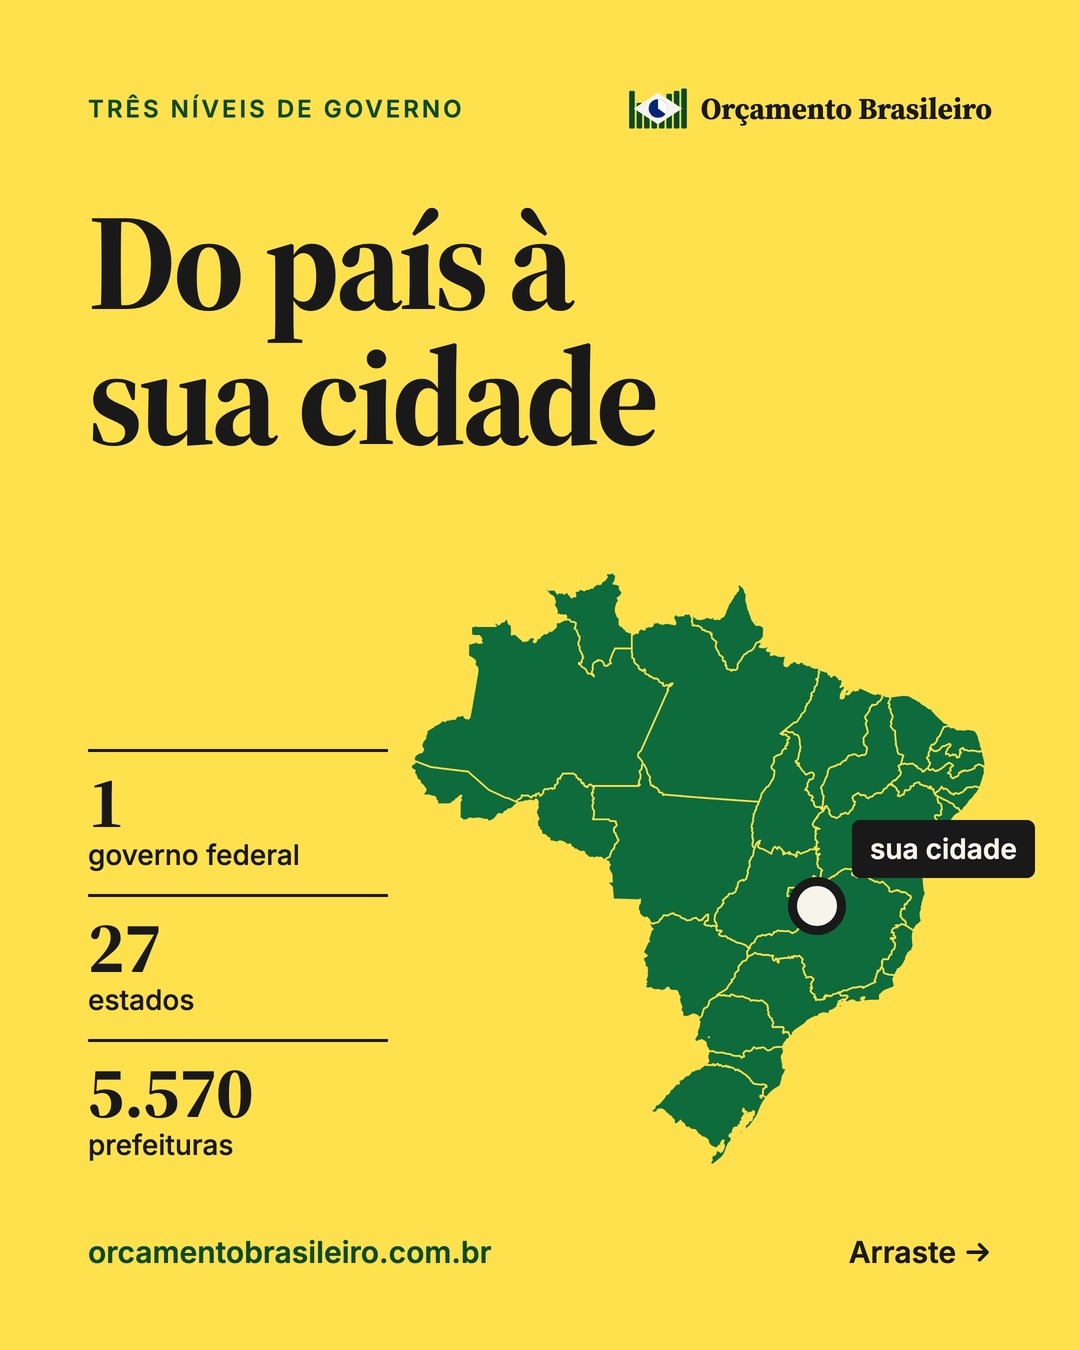 TRÊS NÍVEIS DE GOVERNO
Orçamento Brasileiro
Do país à
sua cidade
1
governo federal
27
estados
5.570
prefeituras
sua cidade
orcamentobrasileiro.com.br
Arraste →